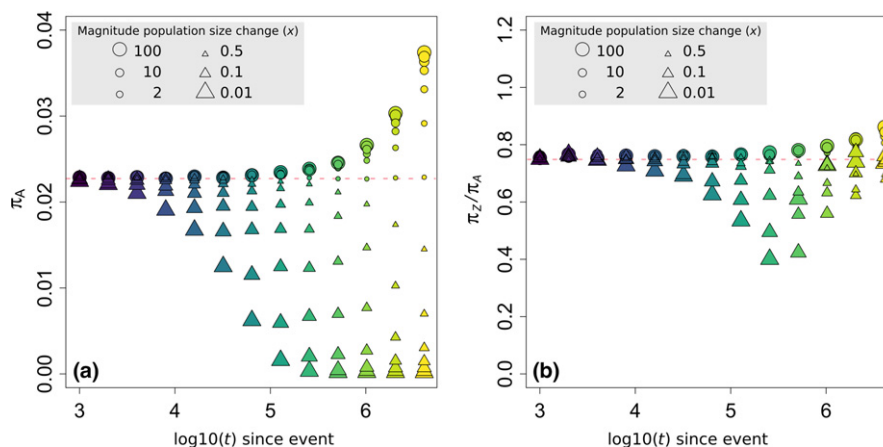 0.04
0.03
0.02
0.01
0.00
π_A
Magnitude population size change (x)
100 0.5
10 0.1
2 0.01
(a)
3 4 5 6
log10(t) since event
1.2
1.0
0.8
0.6
0.4
0.2
0.0
π_Z/π_A
Magnitude population size change (x)
100 0.5
10 0.1
2 0.01
(b)
3 4 5 6
log10(t) since event